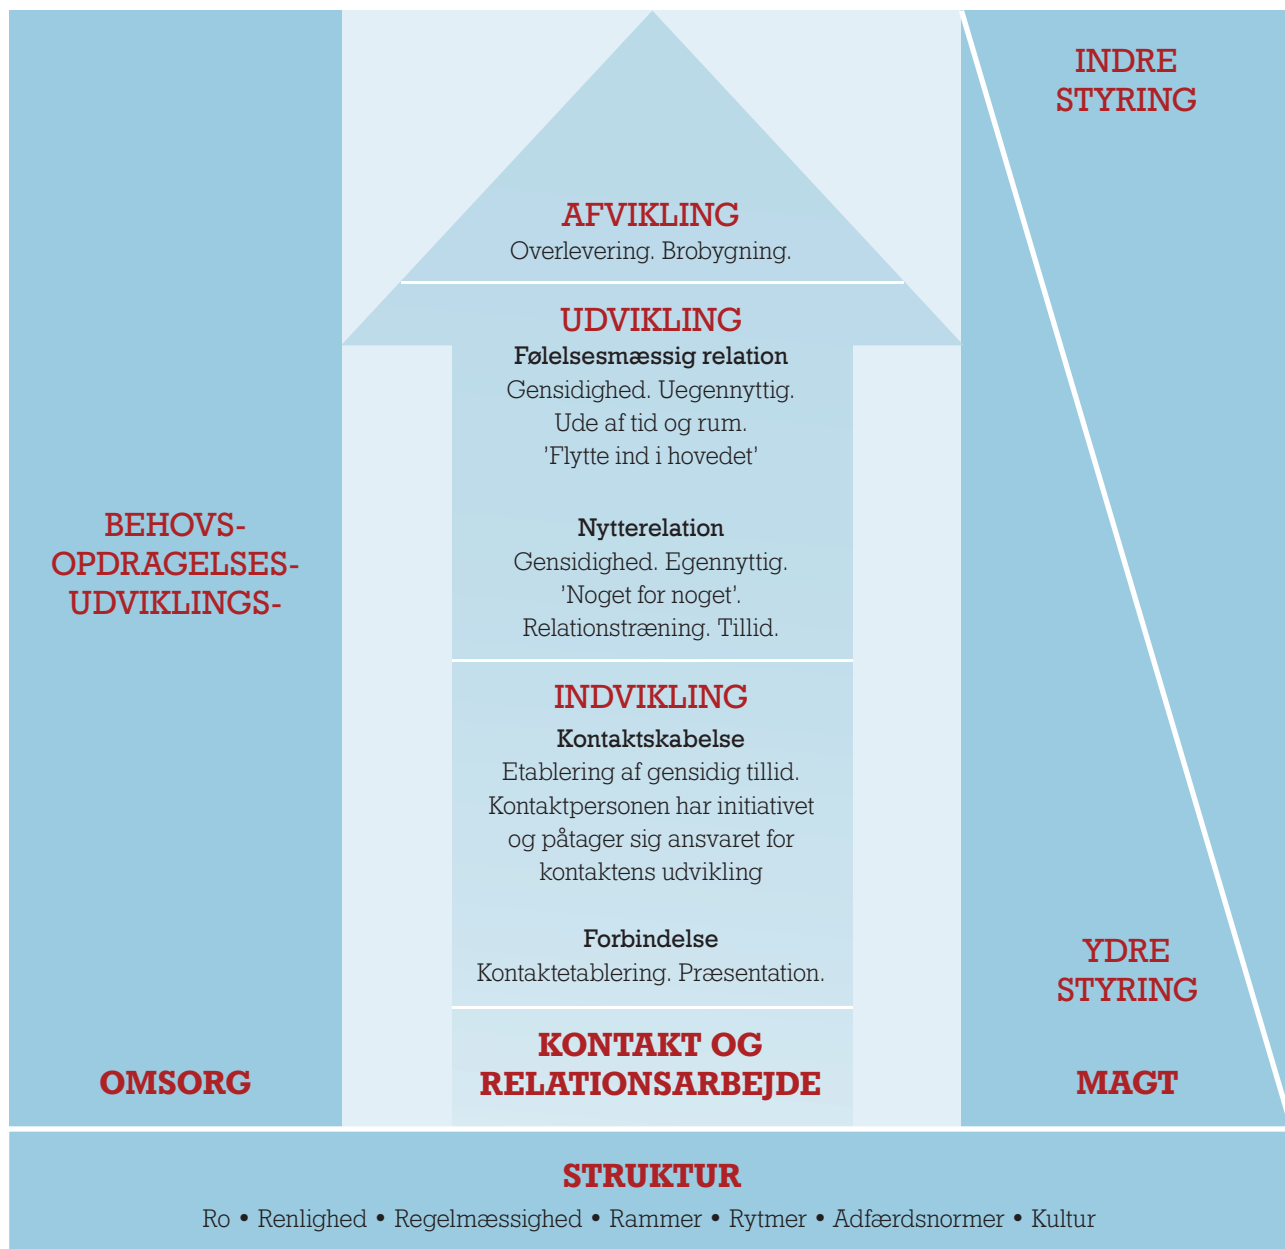 BEHOVS-
OPDRAGELSES-
UDVIKLINGS-
OMSORG
AFVIKLING
Overlevering. Brobygning.
UDVIKLING
Følelsesmæssig relation
Gensidighed. Uegennyttig.
Ude af tid og rum.
’Flytte ind i hovedet’
Nytterelation
Gensidighed. Egennyttig.
’Noget for noget’.
Relationstræning. Tillid.
INDVIKLING
Kontaktskabelse
Etablering af gensidig tillid.
Kontaktpersonen har initiativet
og påtager sig ansvaret for
kontaktens udvikling
Forbindelse
Kontaktetablering. Præsentation.
KONTAKT OG
RELATIONSARBEJDE
INDRE
STYRING
YDRE
STYRING
MAGT
STRUKTUR
Ro • Renlighed • Regelmæssighed • Rammer • Rytmer • Adfærdsnormer • Kultur